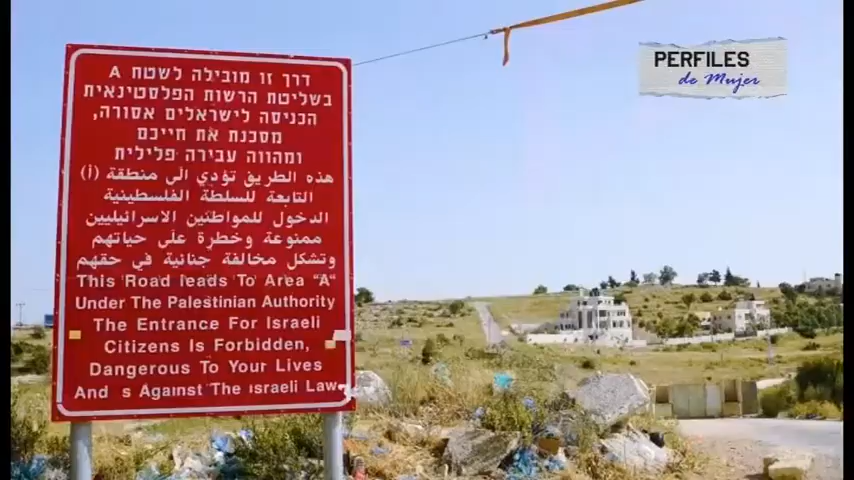 דרך זו מובילה לשטח A
בשליטת הרשות הפלסטינאית
הכניסה לישראלים אסורה,
מסכנת את חייכם
ומהווה עבירה פלילית
هذه الطريق تؤدي الى منطقة (أ)
التابعة للسلطة الفلسطينية
الدخول للمواطنين الاسرائيليين
ممنوعة وخطرة على حياتهم
وتشكل مخالفة جنائية في حقهم
This Road leads To Area "A"
Under The Palestinian Authority
The Entrance For Israeli
Citizens Is Forbidden,
Dangerous To Your Lives
And Is Against The Israeli Law
PERFILES
de Mujer